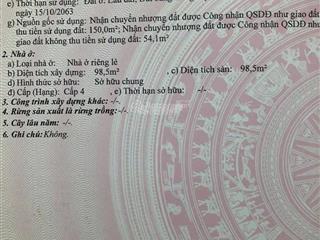 e) Thời hạn sử dụng: Đất ở: Lâu dài;
ngày 15/10/2063
g) Nguồn gốc sử dụng: Nhận chuyển nhượng đất được Công nhận QSDĐ như giao đất
thu tiền sử dụng đất: 150,0m²; Nhận chuyển nhượng đất được Công nhận QSDĐ như
giao đất không thu tiền sử dụng đất: 54,1m²
2. Nhà ở:
a) Loại nhà ở: Nhà ở riêng lẻ
b) Diện tích xây dựng: 98,5m², c) Diện tích sàn: 98,5m²
d) Hình thức sở hữu: Sở hữu chung
đ) Cấp (Hạng): Cấp 4 , e) Thời hạn sở hữu: -/-
3. Công trình xây dựng khác: -/-.
4. Rừng sản xuất là rừng trồng: -/-.
5. Cây lâu năm: -/-.
6. Ghi chú: Không.